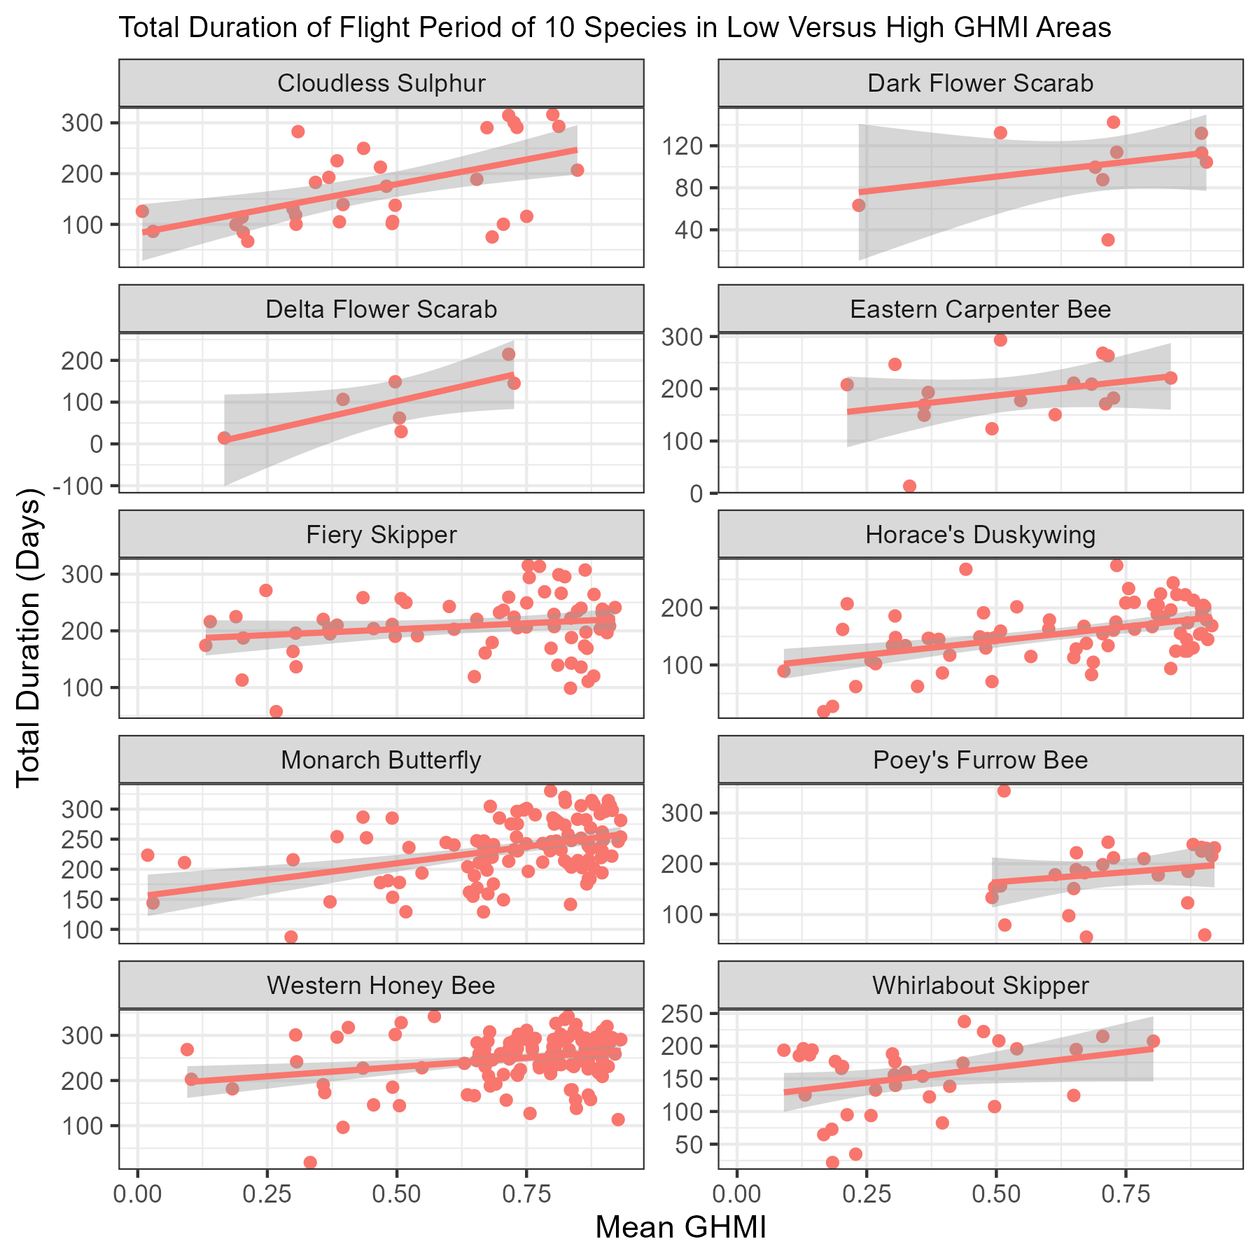 Total Duration of Flight Period of 10 Species in Low Versus High GHMI Areas
Cloudless Sulphur
300
200
100
Dark Flower Scarab
120
80
40
Delta Flower Scarab
200
100
0
-100
Eastern Carpenter Bee
300
200
100
0
Fiery Skipper
300
200
100
Horace's Duskywing
200
100
Monarch Butterfly
300
250
200
150
100
Poey's Furrow Bee
300
200
100
Western Honey Bee
300
200
100
Whirlabout Skipper
250
200
150
100
50
0.00 0.25 0.50 0.75
0.00 0.25 0.50 0.75
Mean GHMI
Total Duration (Days)